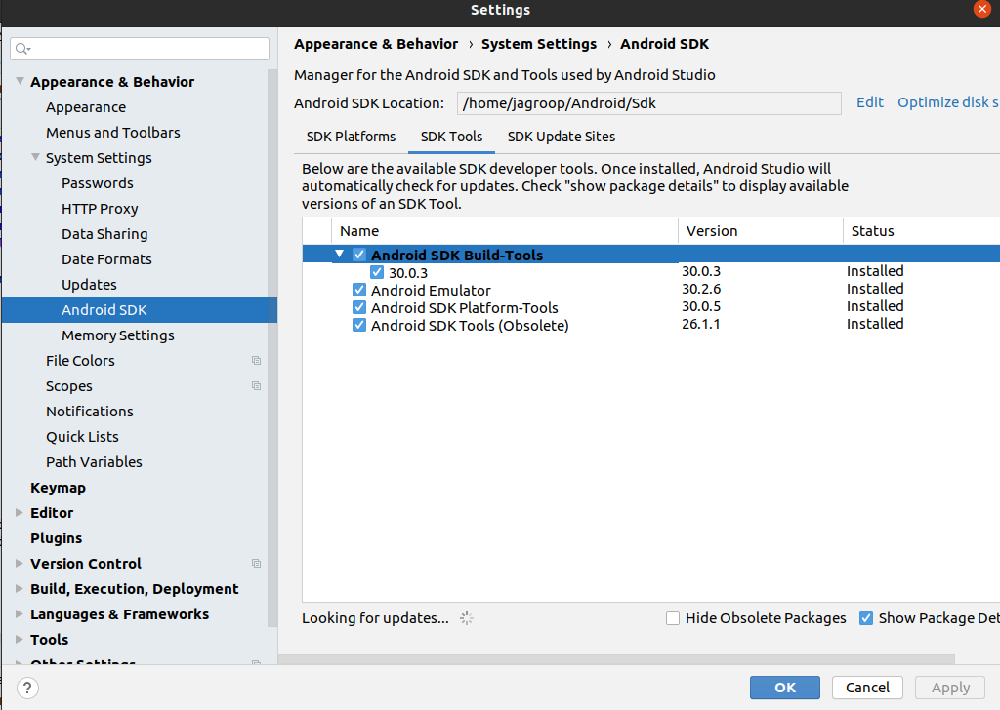 Settings
Appearance & Behavior
Appearance
Menus and Toolbars
System Settings
Passwords
HTTP Proxy
Data Sharing
Date Formats
Updates
Android SDK
Memory Settings
File Colors
Scopes
Notifications
Quick Lists
Path Variables
Keymap
Editor
Plugins
Version Control
Build, Execution, Deployment
Languages & Frameworks
Tools
Other Settings
Appearance & Behavior › System Settings › Android SDK
Manager for the Android SDK and Tools used by Android Studio
Android SDK Location: /home/jagroop/Android/Sdk Edit Optimize disk s
SDK Platforms SDK Tools SDK Update Sites
Below are the available SDK developer tools. Once installed, Android Studio will
automatically check for updates. Check "show package details" to display available
versions of an SDK Tool.
Name Version Status
Android SDK Build-Tools
30.0.3 30.0.3 Installed
Android Emulator 30.2.6 Installed
Android SDK Platform-Tools 30.0.5 Installed
Android SDK Tools (Obsolete) 26.1.1 Installed
Looking for updates... Hide Obsolete Packages Show Package Det
? OK Cancel Apply